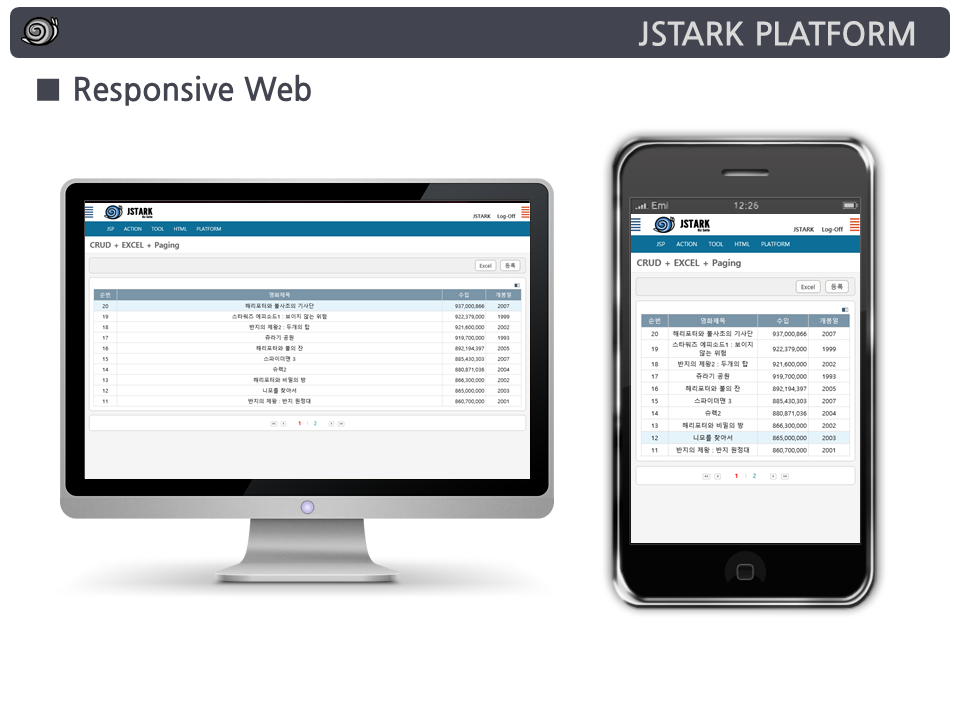 JSTARK PLATFORM
■ Responsive Web
JSTARK
JSTARK Log-Off
JSP ACTION TOOL HTML PLATFORM
CRUD + EXCEL + Paging
Excel 등록
순번 영화제목 수입 개봉일
20 해리포터와 불사조의 기사단 937,000,866 2007
19 스타워즈 에피소드1 : 보이지 않는 위험 922,379,000 1999
18 반지의 제왕2 : 두개의 탑 921,600,000 2002
17 쥬라기 공원 919,700,000 1993
16 해리포터와 불의 잔 892,194,397 2005
15 스파이더맨 3 885,430,303 2007
14 슈렉2 880,871,036 2004
13 해리포터와 비밀의 방 866,300,000 2002
12 니모를 찾아서 865,000,000 2003
11 반지의 제왕 : 반지 원정대 860,700,000 2001
1 2
Emi 12:26
JSTARK
JSTARK Log-Off
JSP ACTION TOOL HTML PLATFORM
CRUD + EXCEL + Paging
Excel 등록
순번 영화제목 수입 개봉일
20 해리포터와 불사조의 기사단 937,000,866 2007
19 스타워즈 에피소드1 : 보이지 않는 위험 922,379,000 1999
18 반지의 제왕2 : 두개의 탑 921,600,000 2002
17 쥬라기 공원 919,700,000 1993
16 해리포터와 불의 잔 892,194,397 2005
15 스파이더맨 3 885,430,303 2007
14 슈렉2 880,871,036 2004
13 해리포터와 비밀의 방 866,300,000 2002
12 니모를 찾아서 865,000,000 2003
11 반지의 제왕 : 반지 원정대 860,700,000 2001
1 2